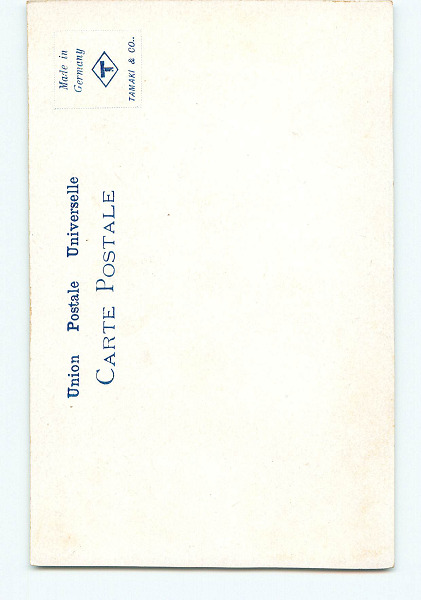 Union Postale Universelle
CARTE POSTALE
Made in
Germany
T
TAMAKI & CO..